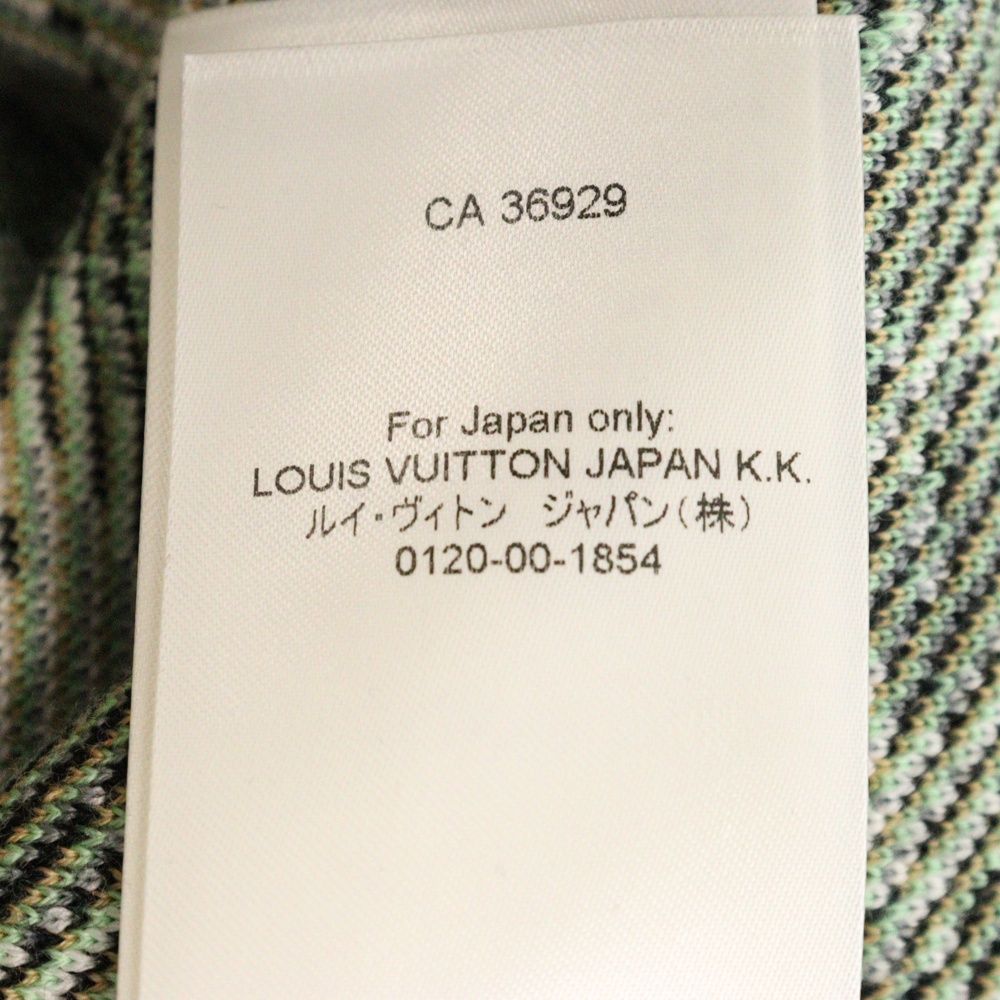 CA 36929
For Japan only:
LOUIS VUITTON JAPAN K.K.
ルイ・ヴィトン　ジャパン(株)
0120-00-1854